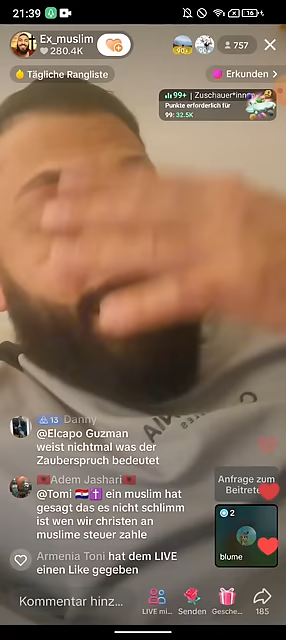 21:39
16
Ex_muslim
280.4K
757
Tägliche Rangliste
Erkunden >
99+ | Zuschauer*innen
Punkte erforderlich für
99: 32.5K
13 Danny
@Elcapo Guzman
weist nichtmal was der
Zauberspruch bedeutet
Adem Jashari
@Tomi 🇭🇷✝️ ein muslim hat
gesagt das es nicht schlimm
ist wen wir christen an
muslime steuer zahle
Armenia Toni hat dem LIVE
einen Like gegeben
Anfrage zum
Beitrete
2
blume
Kommentar hinz...
LIVE mi...
Senden
Gesche...
185